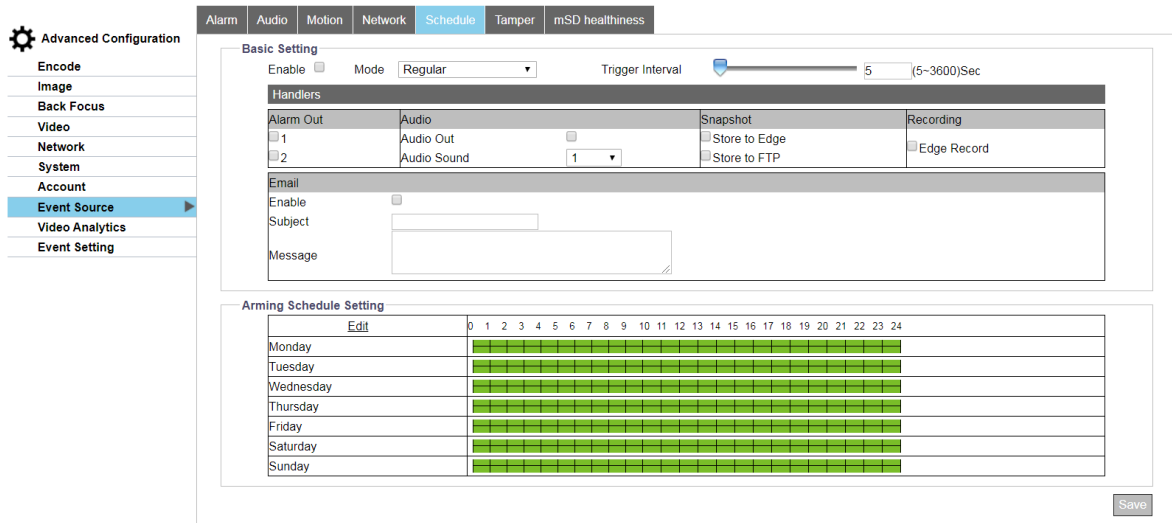 Alarm Audio Motion Network Schedule Tamper mSD healthiness
Advanced Configuration
Encode
Image
Back Focus
Video
Network
System
Account
Event Source
Video Analytics
Event Setting
Basic Setting
Enable Mode Regular Trigger Interval 5 (5~3600)Sec
Handlers
Alarm Out Audio Snapshot Recording
1 Audio Out Store to Edge
Edge Record
2 Audio Sound 1 Store to FTP
Email
Enable
Subject
Message
Arming Schedule Setting
Edit 0 1 2 3 4 5 6 7 8 9 10 11 12 13 14 15 16 17 18 19 20 21 22 23 24
Monday
Tuesday
Wednesday
Thursday
Friday
Saturday
Sunday
Save